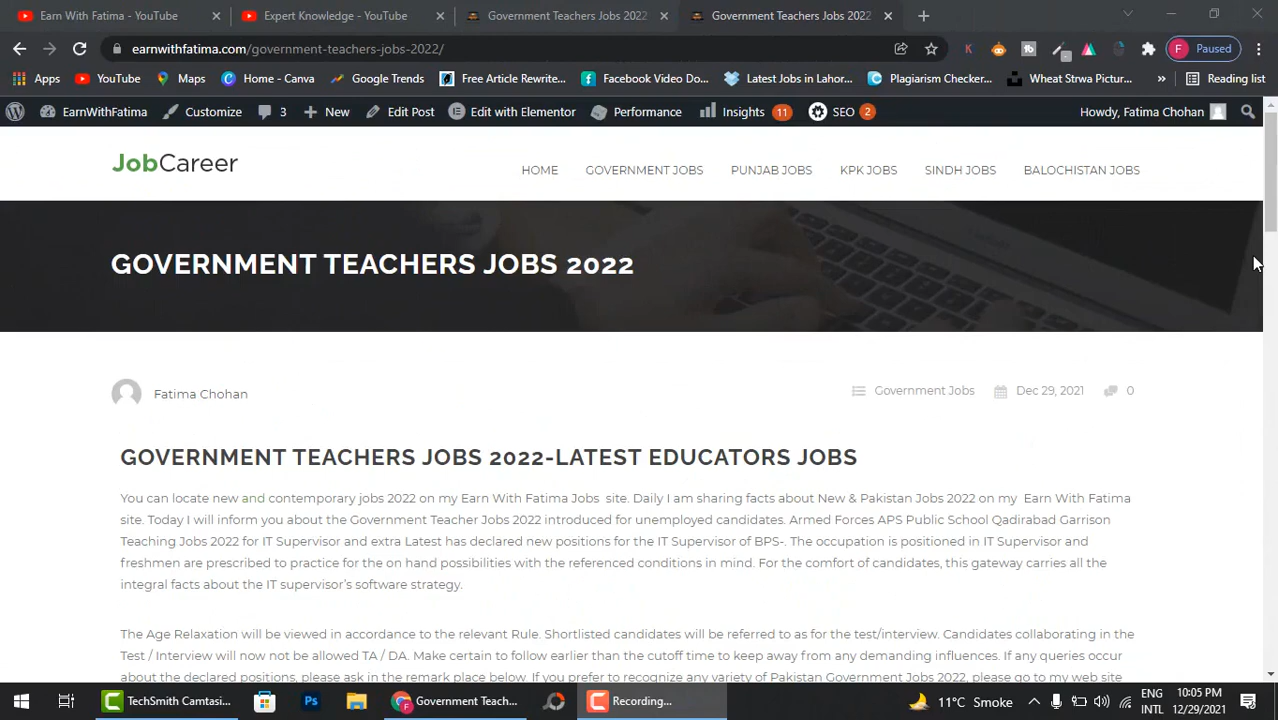 Earn With Fatima - YouTube
Expert Knowledge - YouTube
Government Teachers Jobs 2022
Government Teachers Jobs 2022
earnwithfatima.com/government-teachers-jobs-2022/
F Paused
Apps YouTube Maps Home - Canva Google Trends Free Article Rewrite... Facebook Video Do... Latest Jobs in Lahor... Plagiarism Checker... Wheat Strwa Pictur... » Reading list
EarnWithFatima Customize 3 New Edit Post Edit with Elementor Performance Insights 11 SEO 2 Howdy, Fatima Chohan
JobCareer
HOME GOVERNMENT JOBS PUNJAB JOBS KPK JOBS SINDH JOBS BALOCHISTAN JOBS
GOVERNMENT TEACHERS JOBS 2022
Fatima Chohan Government Jobs Dec 29, 2021 0
GOVERNMENT TEACHERS JOBS 2022-LATEST EDUCATORS JOBS
You can locate new and contemporary jobs 2022 on my Earn With Fatima Jobs site. Daily I am sharing facts about New & Pakistan Jobs 2022 on my Earn With Fatima
site. Today I will inform you about the Government Teacher Jobs 2022 introduced for unemployed candidates. Armed Forces APS Public School Qadirabad Garrison
Teaching Jobs 2022 for IT Supervisor and extra Latest has declared new positions for the IT Supervisor of BPS-. The occupation is positioned in IT Supervisor and
freshmen are prescribed to practice for the on hand possibilities with the referenced conditions in mind. For the comfort of candidates, this gateway carries all the
integral facts about the IT supervisor's software strategy.
The Age Relaxation will be viewed in accordance to the relevant Rule. Shortlisted candidates will be referred to as for the test/interview. Candidates collaborating in the
Test / Interview will now not be allowed TA / DA. Make certain to follow earlier than the cutoff time to keep away from any demanding influences. If any queries occur
about the declared positions, please ask in the remark place below. If you prefer to recognize any variety of Pakistan Government Jobs 2022, please go to my web site
TechSmith Camtasi... Ps Government Teach... Recording... 11°C Smoke ENG INTL 10:05 PM 12/29/2021